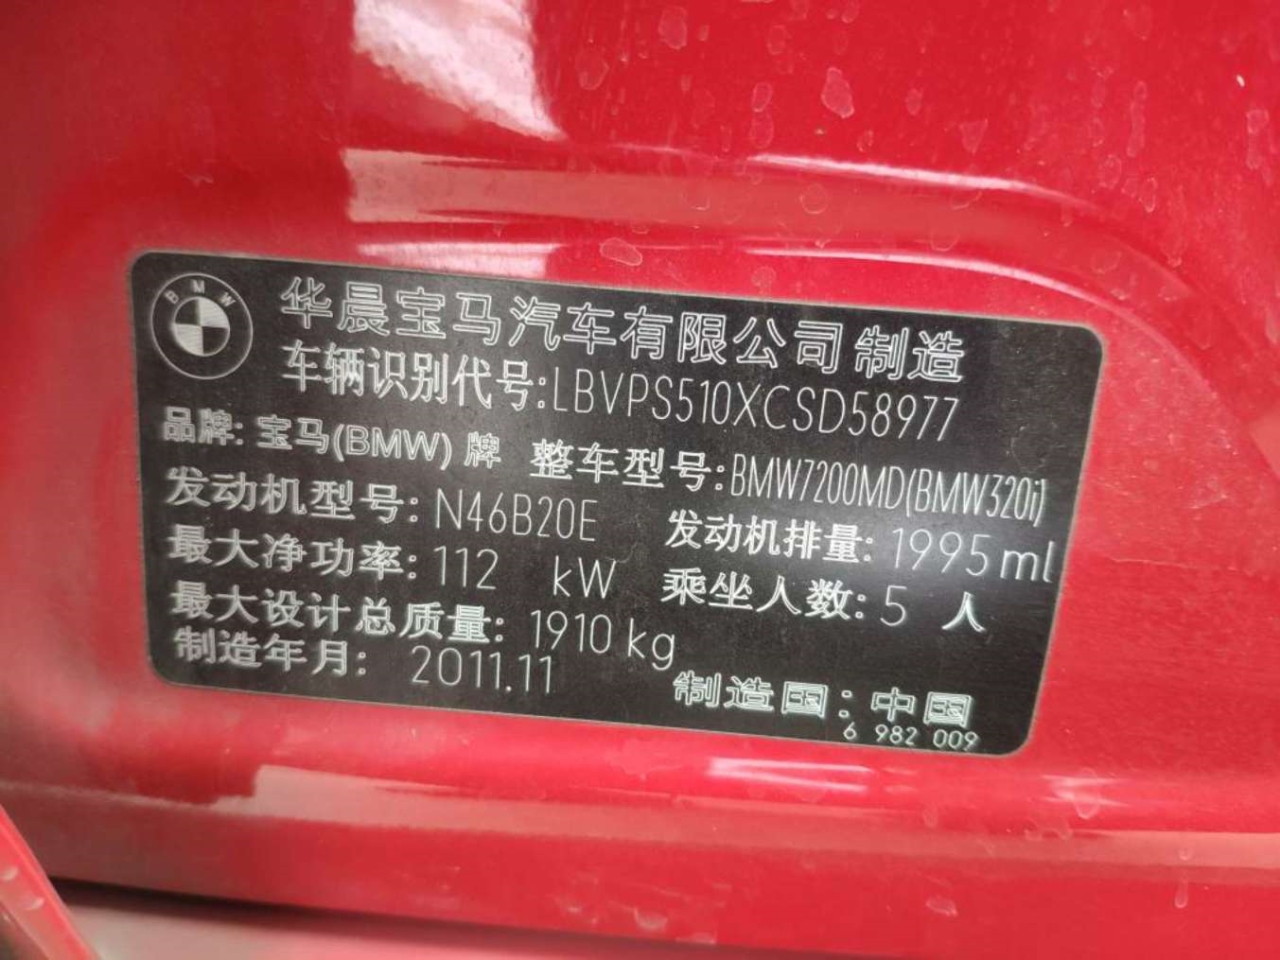 BMW
华晨宝马汽车有限公司制造
车辆识别代号:LBVPS510XCSD58977
品牌: 宝马(BMW) 牌 整车型号:BMW7200MD(BMW320i)
发动机型号: N46B20E 发动机排量: 1995 ml
最大净功率: 112 kW 乘坐人数: 5 人
最大设计总质量: 1910 kg
制造年月: 2011.11 制造国: 中国
6 982 009